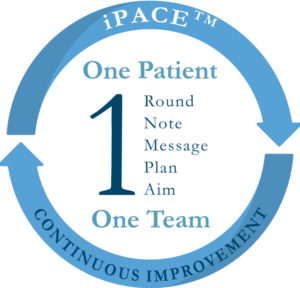 iPACE™
One Patient
1
Round
Note
Message
Plan
Aim
One Team
CONTINUOUS IMPROVEMENT